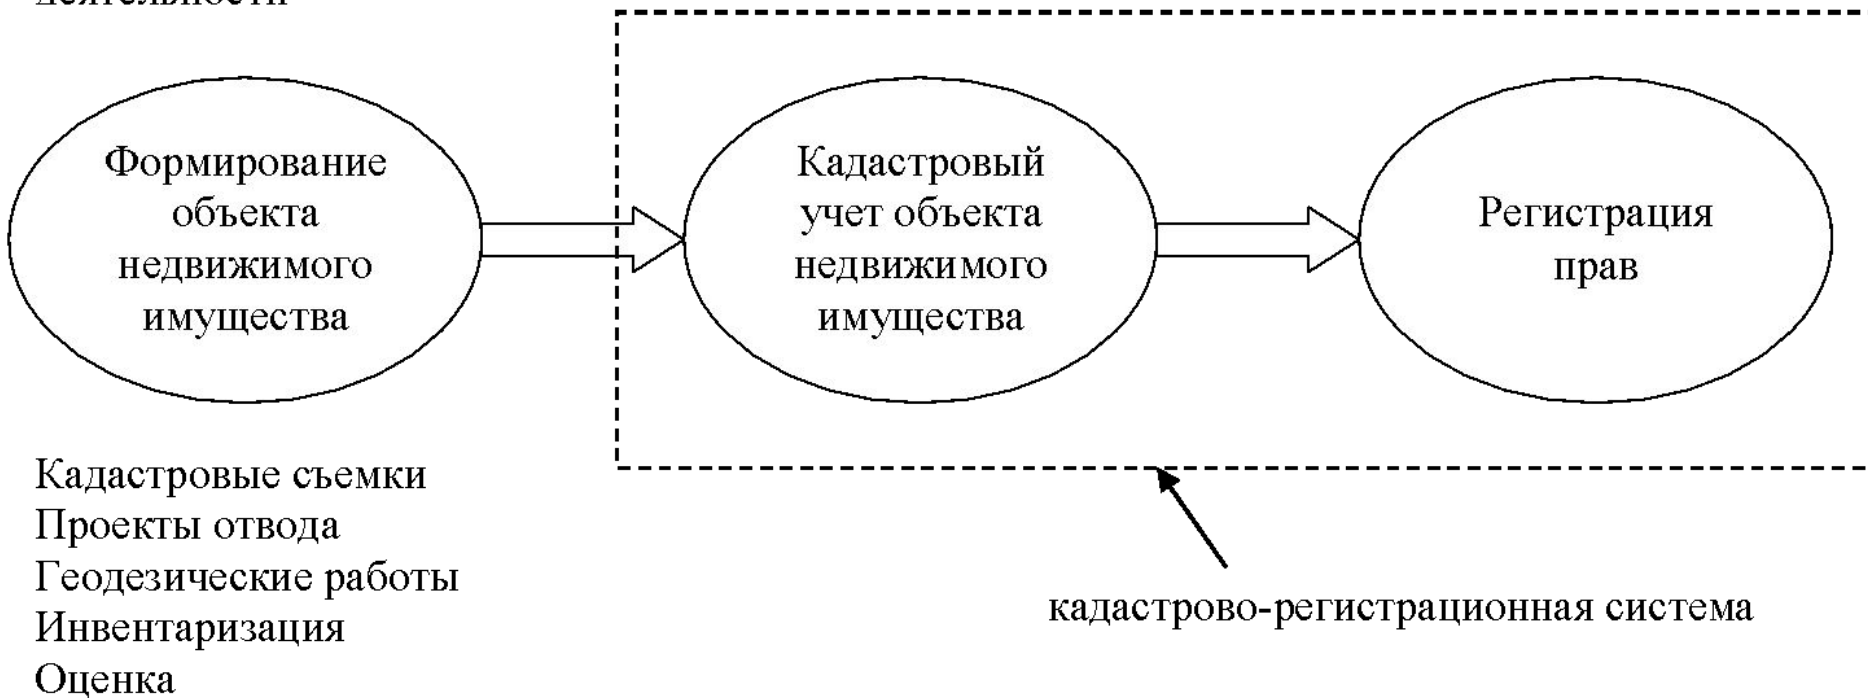 деятельности
Формирование
объекта
недвижимого
имущества
Кадастровый
учет объекта
недвижимого
имущества
Регистрация
прав
Кадастровые съемки
Проекты отвода
Геодезические работы
Инвентаризация
Оценка
кадастрово-регистрационная система